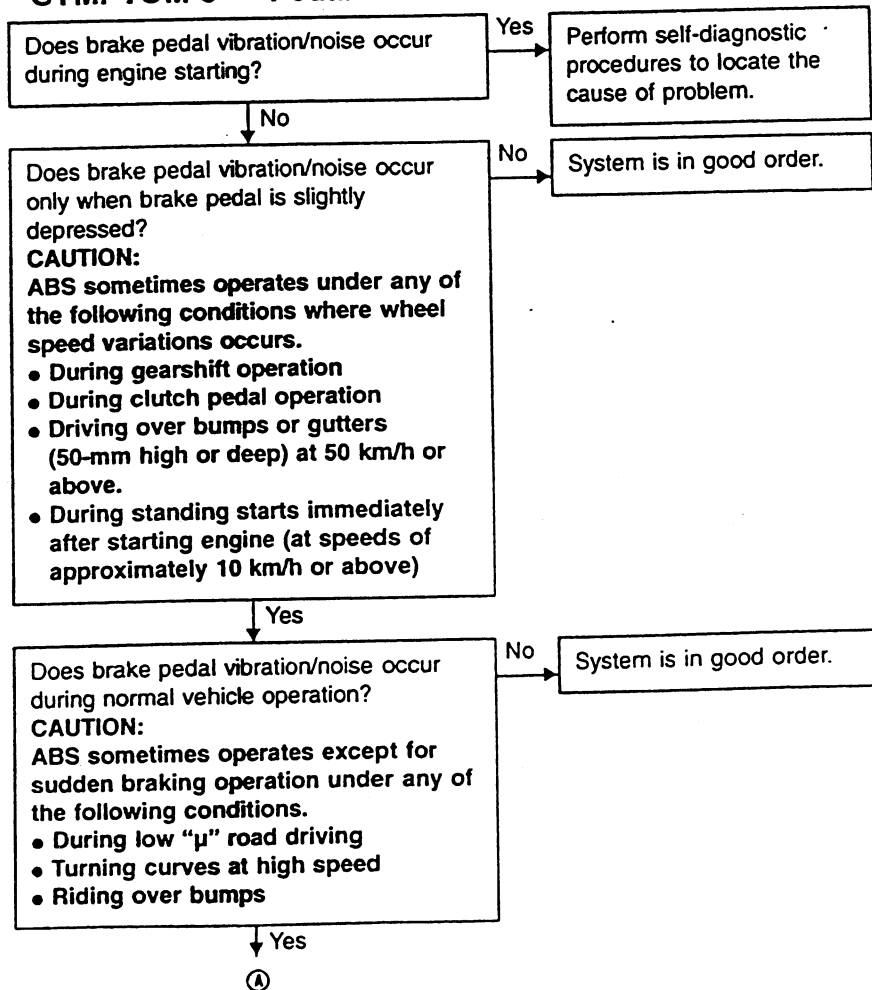 Does brake pedal vibration/noise occur
during engine starting?
Yes
Perform self-diagnostic
procedures to locate the
cause of problem.
No
Does brake pedal vibration/noise occur
only when brake pedal is slightly
depressed?
CAUTION:
ABS sometimes operates under any of
the following conditions where wheel
speed variations occurs.
• During gearshift operation
• During clutch pedal operation
• Driving over bumps or gutters
(50-mm high or deep) at 50 km/h or
above.
• During standing starts immediately
after starting engine (at speeds of
approximately 10 km/h or above)
No
System is in good order.
Yes
Does brake pedal vibration/noise occur
during normal vehicle operation?
CAUTION:
ABS sometimes operates except for
sudden braking operation under any of
the following conditions.
• During low “µ” road driving
• Turning curves at high speed
• Riding over bumps
No
System is in good order.
Yes
Ⓐ